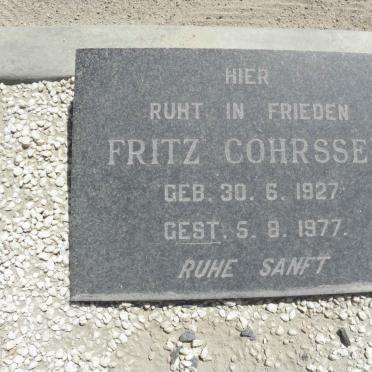 HIER
RUHT IN FRIEDEN
FRITZ COHRSSE
GEB. 30. 6. 1927
GEST. 5. 8. 1977.
RUHE SANFT